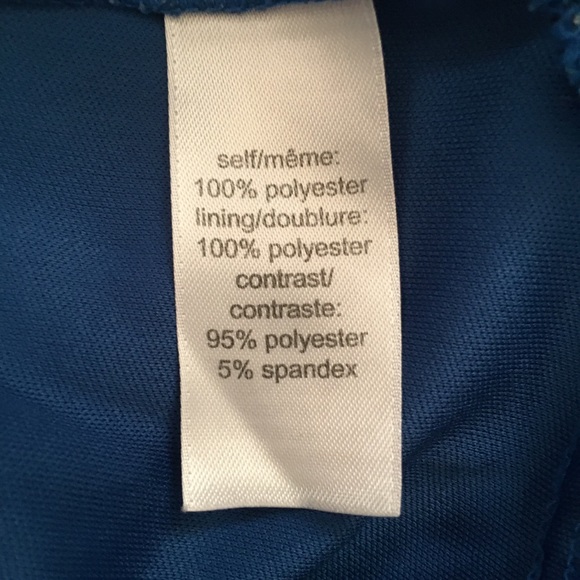 self/même:
100% polyester
lining/doublure:
100% polyester
contrast/
contraste:
95% polyester
5% spandex